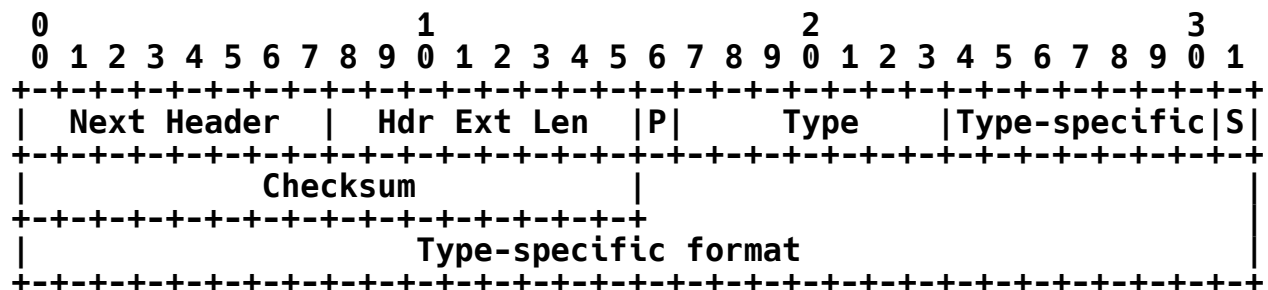 0                   1                   2                   3
 0 1 2 3 4 5 6 7 8 9 0 1 2 3 4 5 6 7 8 9 0 1 2 3 4 5 6 7 8 9 0 1
+-+-+-+-+-+-+-+-+-+-+-+-+-+-+-+-+-+-+-+-+-+-+-+-+-+-+-+-+-+-+-+-+
|  Next Header  |  Hdr Ext Len  |P|     Type      |Type-specific|S|
+-+-+-+-+-+-+-+-+-+-+-+-+-+-+-+-+-+-+-+-+-+-+-+-+-+-+-+-+-+-+-+-+
|            Checksum           |                               |
+-+-+-+-+-+-+-+-+-+-+-+-+-+-+-+-+                               |
|                    Type-specific format                       |
+-+-+-+-+-+-+-+-+-+-+-+-+-+-+-+-+-+-+-+-+-+-+-+-+-+-+-+-+-+-+-+-+